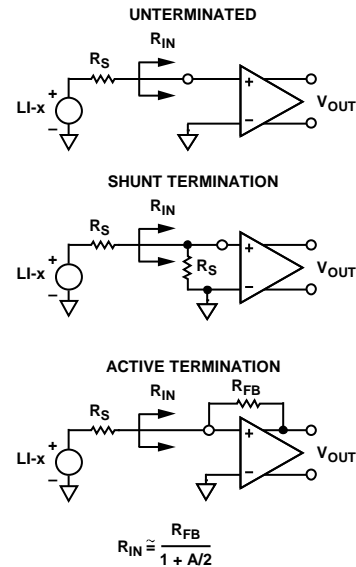 UNTERMINATED
R_IN
R_S
LI-x
+
−
+
−
V_OUT
SHUNT TERMINATION
R_IN
R_S
R_S
LI-x
+
−
+
−
V_OUT
ACTIVE TERMINATION
R_IN
R_FB
R_S
LI-x
+
−
+
−
V_OUT
R_IN ≅ R_FB
1 + A/2